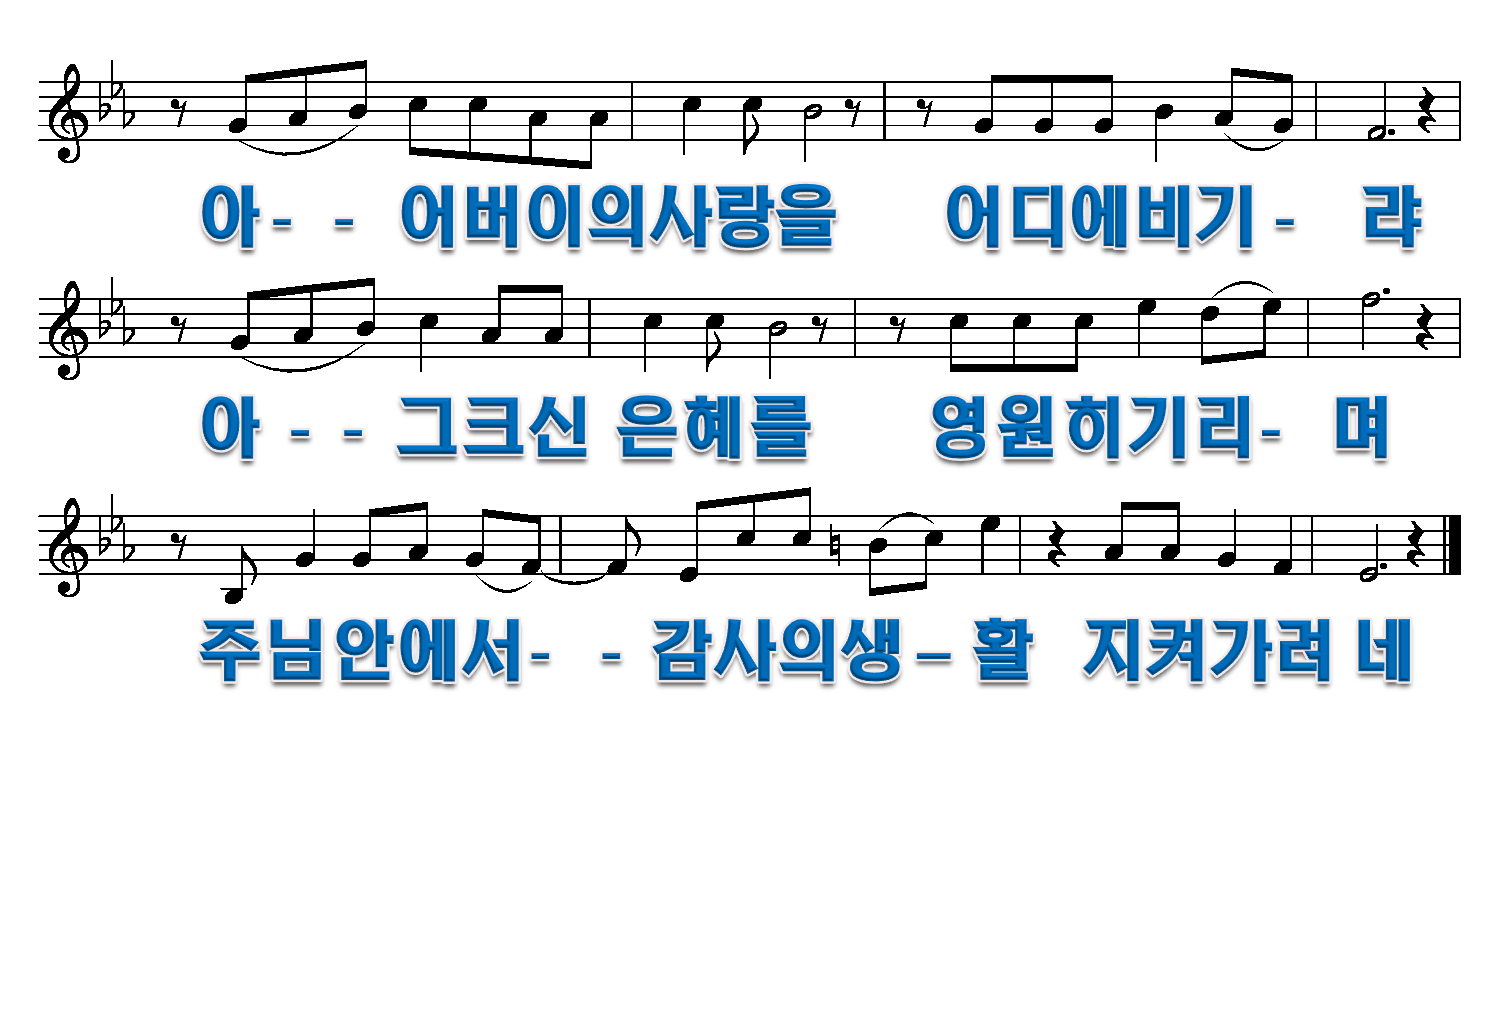 아- - 어버이의사랑을 어디에비기 - 랴
아 - - 그크신 은혜를 영원히기리- 며
주님안에서- - 감사의생 – 활 지켜가려 네